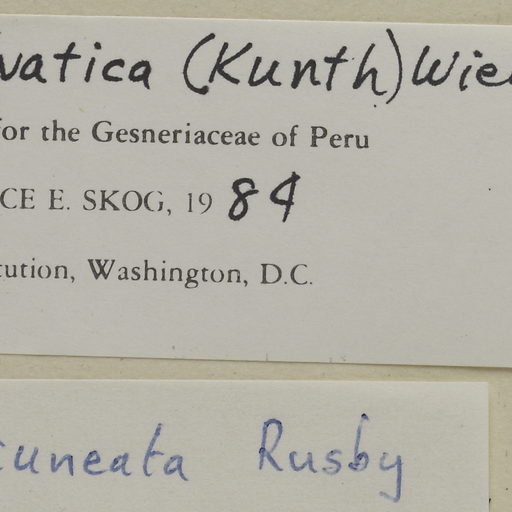 vatica (Kunth) Wie
for the Gesneriaceae of Peru
CE E. SKOG, 19 84
tution, Washington, D.C.
cuneata Rusby